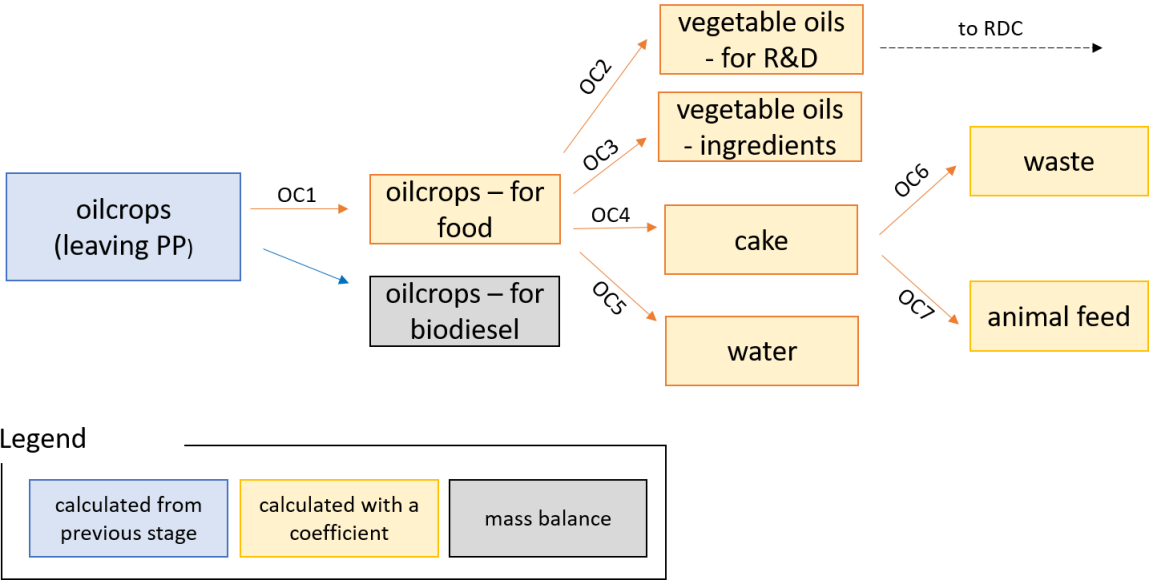 vegetable oils
- for R&D
to RDC
OC2
vegetable oils
- ingredients
OC3
waste
OC6
oilcrops
(leaving PP)
OC1
oilcrops – for
food
OC4
cake
oilcrops – for
biodiesel
OC5
water
OC7
animal feed
Legend
calculated from
previous stage
calculated with a
coefficient
mass balance